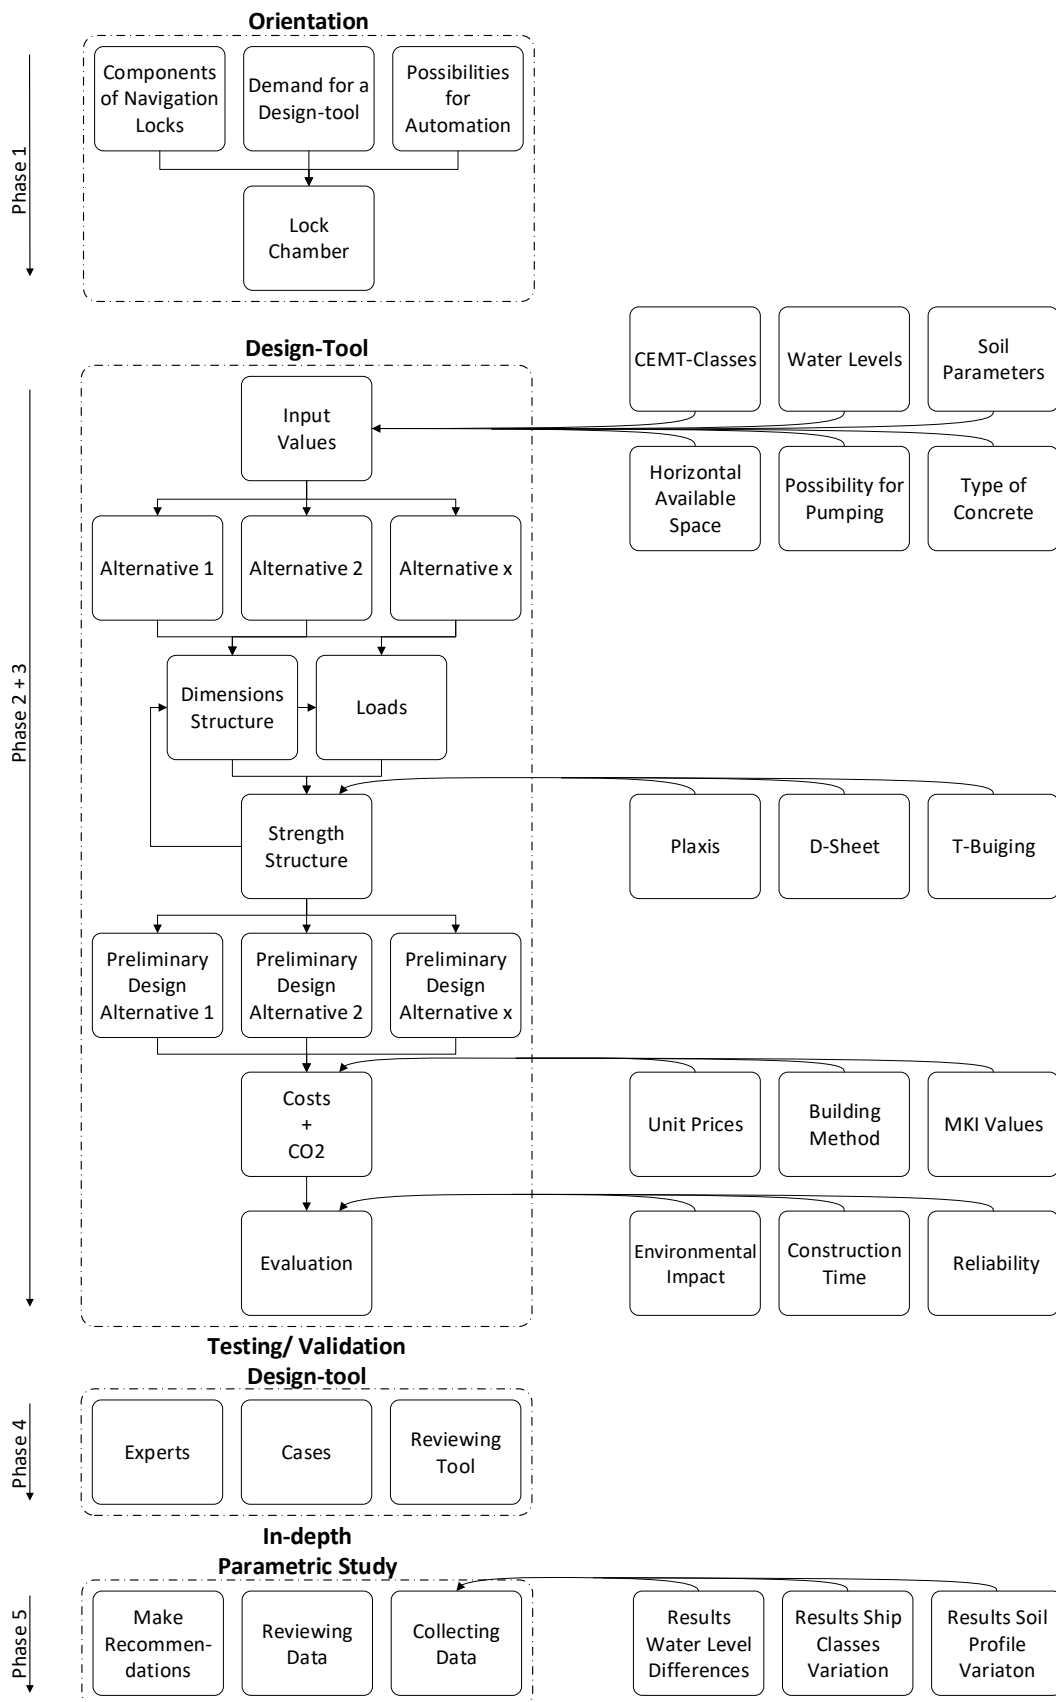 Orientation
Phase 1
Components
of Navigation
Locks
Demand for a
Design-tool
Possibilities
for
Automation
Lock
Chamber
Design-Tool
Phase 2 + 3
Input
Values
CEMT-Classes
Water Levels
Soil
Parameters
Horizontal
Available
Space
Possibility for
Pumping
Type of
Concrete
Alternative 1
Alternative 2
Alternative x
Dimensions
Structure
Loads
Strength
Structure
Plaxis
D-Sheet
T-Buiging
Preliminary
Design
Alternative 1
Preliminary
Design
Alternative 2
Preliminary
Design
Alternative x
Costs
+
CO2
Unit Prices
Building
Method
MKI Values
Evaluation
Environmental
Impact
Construction
Time
Reliability
Testing/ Validation
Design-tool
Phase 4
Experts
Cases
Reviewing
Tool
In-depth
Parametric Study
Phase 5
Make
Recommen-
dations
Reviewing
Data
Collecting
Data
Results
Water Level
Differences
Results Ship
Classes
Variation
Results Soil
Profile
Variaton